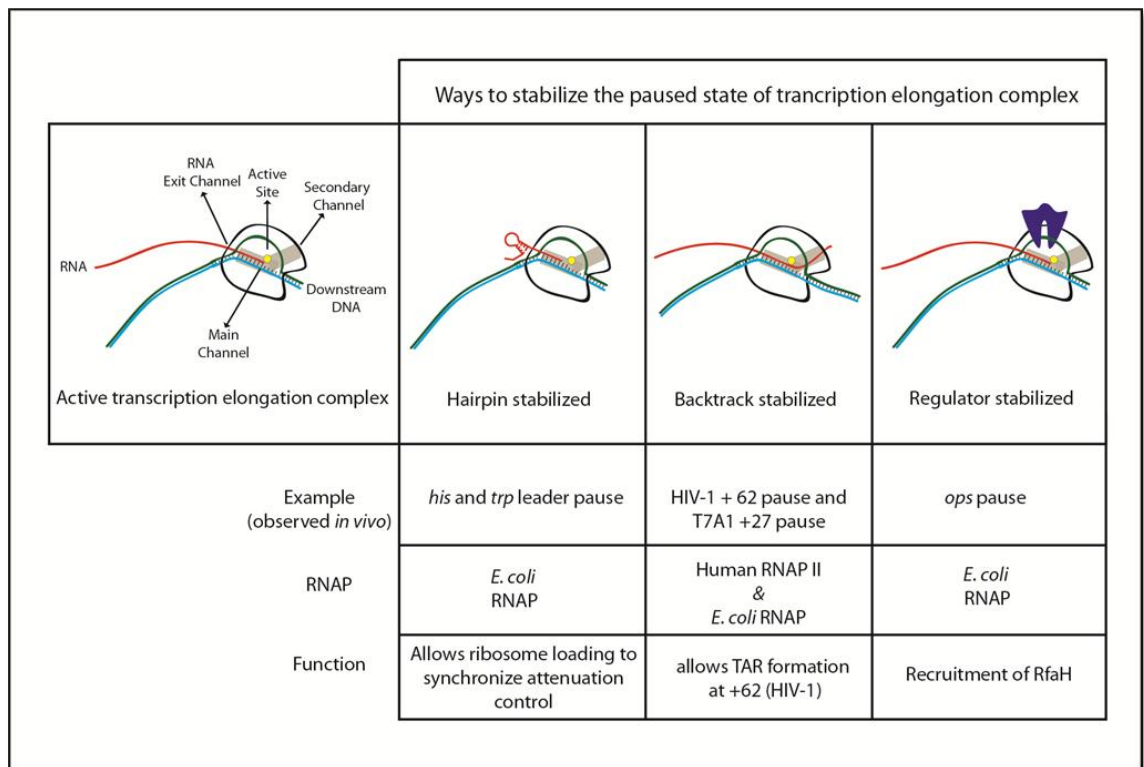 Ways to stabilize the paused state of trancription elongation complex
RNA
Exit Channel
Active
Site
Secondary
Channel
RNA
Downstream
DNA
Main
Channel
Active transcription elongation complex
Hairpin stabilized
Backtrack stabilized
Regulator stabilized
Example
(observed in vivo)
his and trp leader pause
HIV-1 + 62 pause and
T7A1 +27 pause
ops pause
RNAP
E. coli
RNAP
Human RNAP II
&
E. coli RNAP
E. coli
RNAP
Function
Allows ribosome loading to
synchronize attenuation
control
allows TAR formation
at +62 (HIV-1)
Recruitment of RfaH